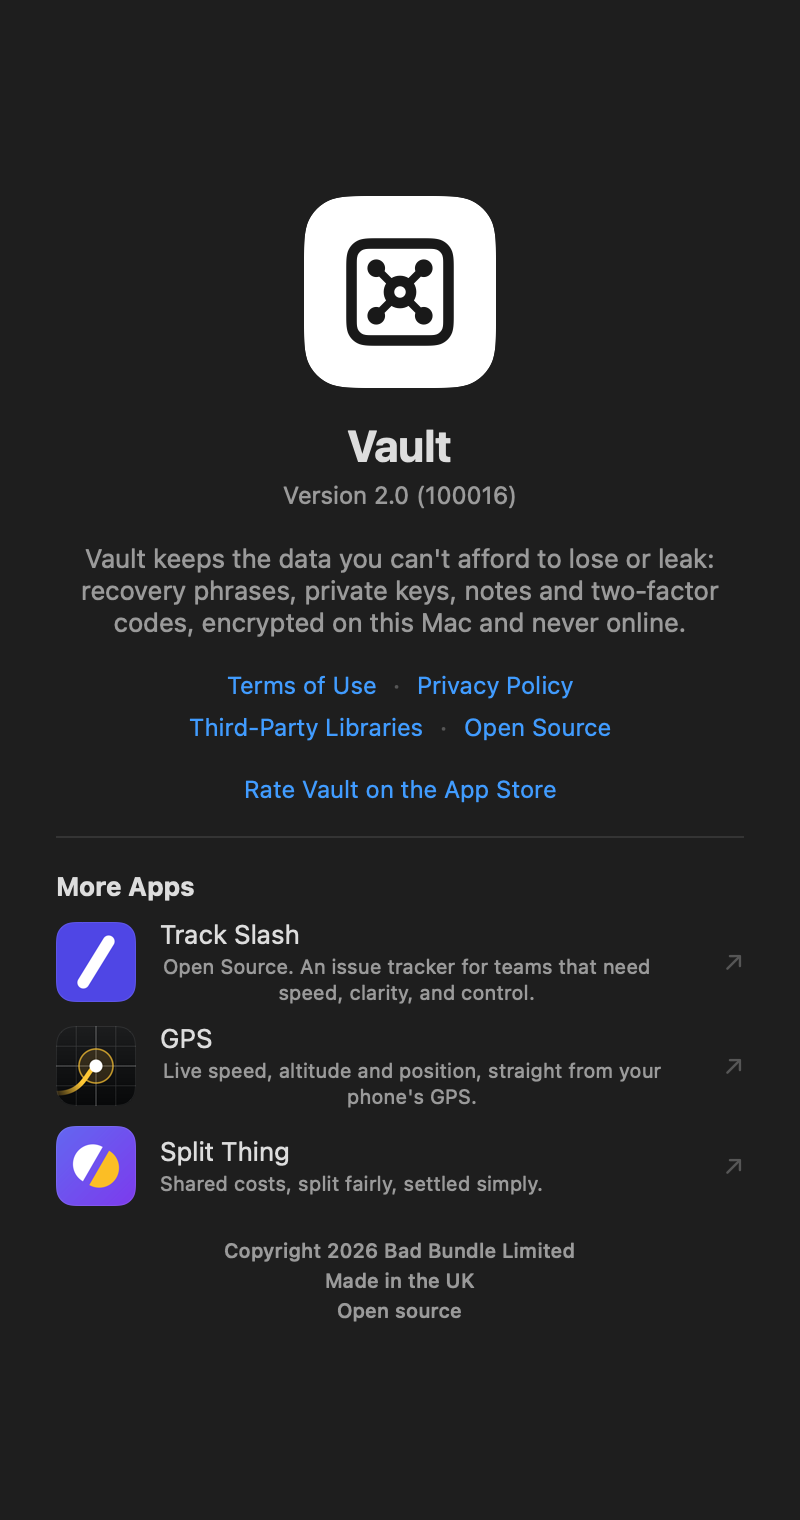 Vault
Version 2.0 (100016)
Vault keeps the data you can't afford to lose or leak:
recovery phrases, private keys, notes and two-factor
codes, encrypted on this Mac and never online.
Terms of Use · Privacy Policy
Third-Party Libraries · Open Source
Rate Vault on the App Store
More Apps
Track Slash
Open Source. An issue tracker for teams that need
speed, clarity, and control.
GPS
Live speed, altitude and position, straight from your
phone's GPS.
Split Thing
Shared costs, split fairly, settled simply.
Copyright 2026 Bad Bundle Limited
Made in the UK
Open source